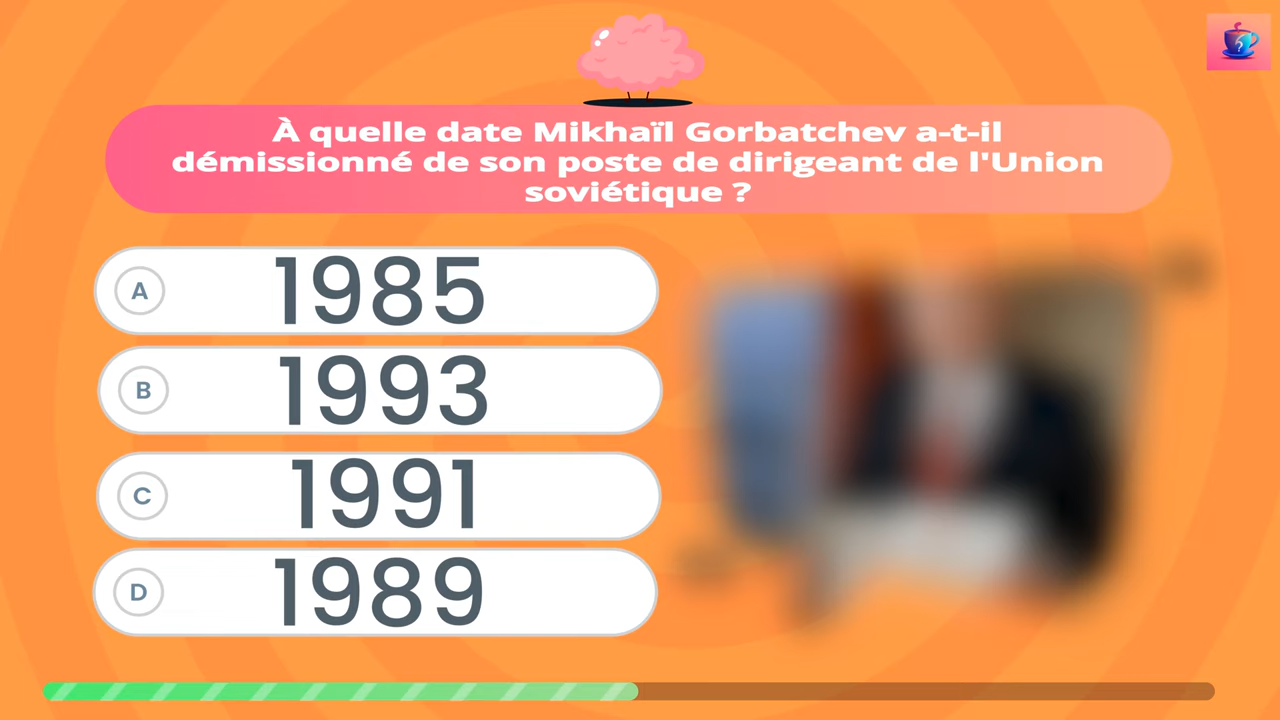 À quelle date Mikhaïl Gorbatchev a-t-il
démissionné de son poste de dirigeant de l'Union
soviétique ?
A 1985
B 1993
C 1991
D 1989